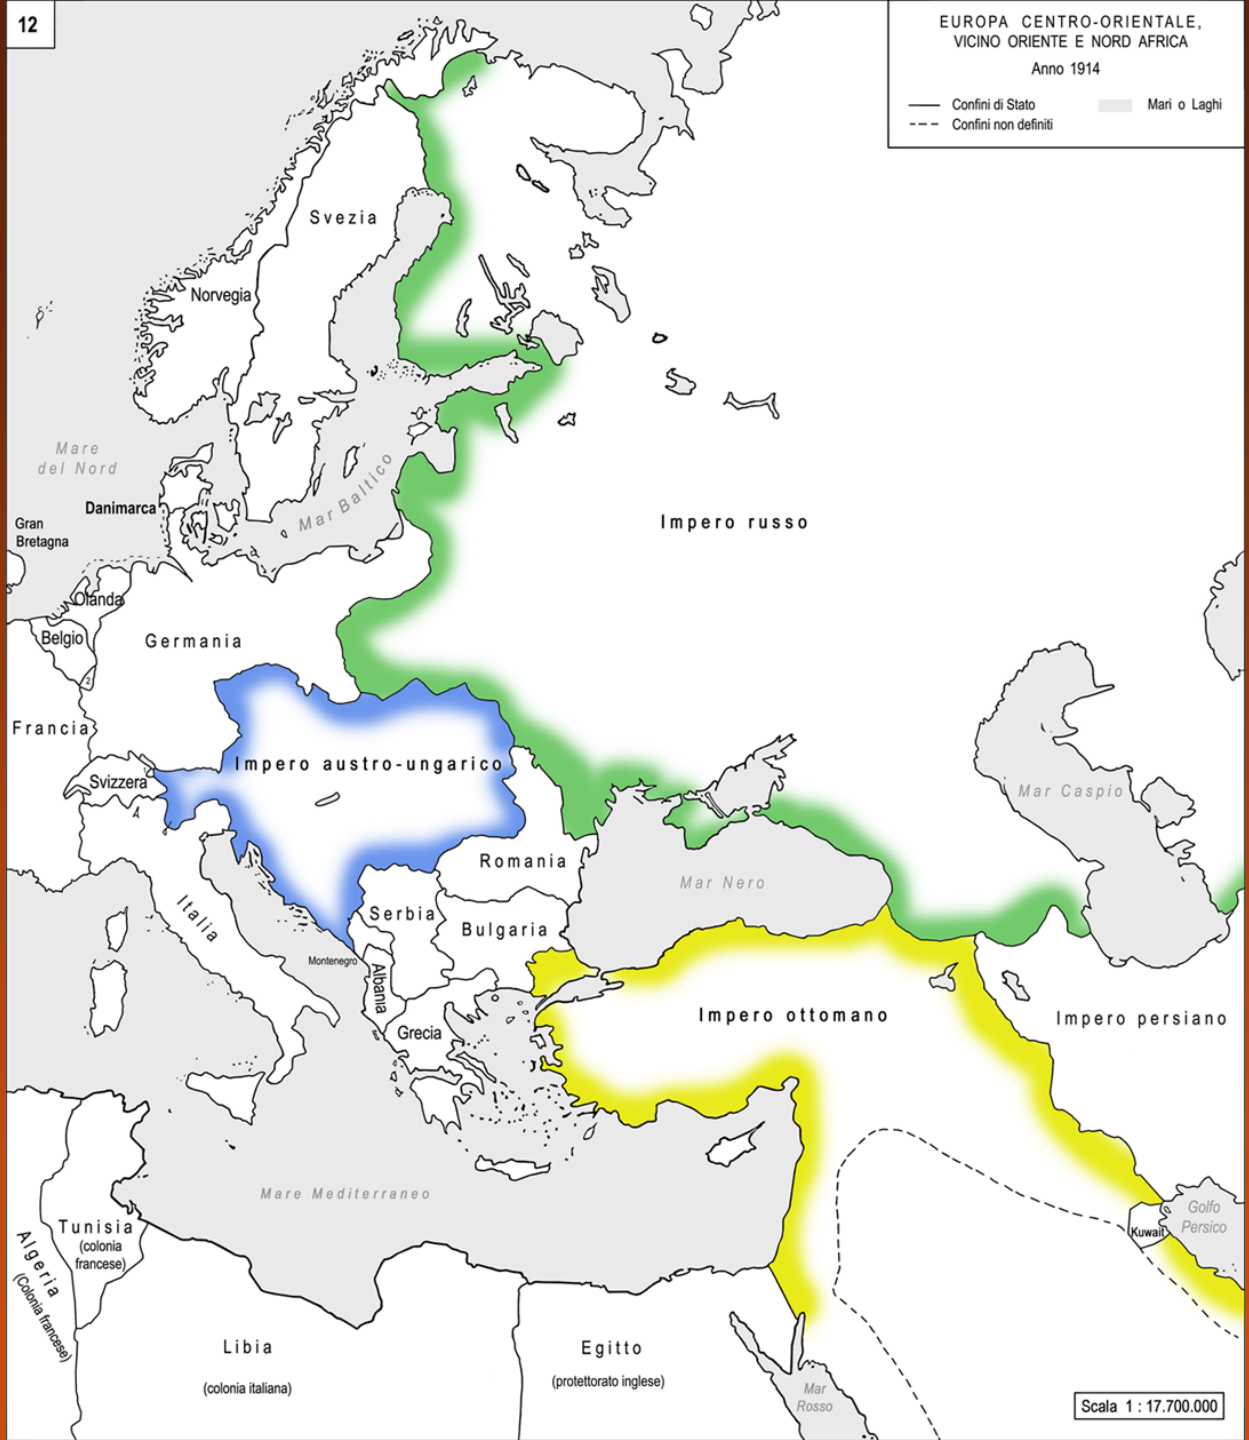 12
EUROPA CENTRO-ORIENTALE,
VICINO ORIENTE E NORD AFRICA
Anno 1914
Confini di Stato
Mari o Laghi
Confini non definiti
Svezia
Norvegia
Mare
del Nord
Mar Baltico
Danimarca
Gran
Bretagna
Impero russo
Olanda
Belgio
Germania
2
Francia
Impero austro-ungarico
Svizzera
Mar Caspio
Romania
Mar Nero
Italia
Serbia
Bulgaria
Montenegro
Albania
Grecia
Impero ottomano
Impero persiano
Mare Mediterraneo
Golfo
Persico
Kuwait
Tunisia
(colonia
francese)
Algeria
(Colonia francese)
Libia
(colonia italiana)
Egitto
(protettorato inglese)
Mar
Rosso
Scala 1 : 17.700.000